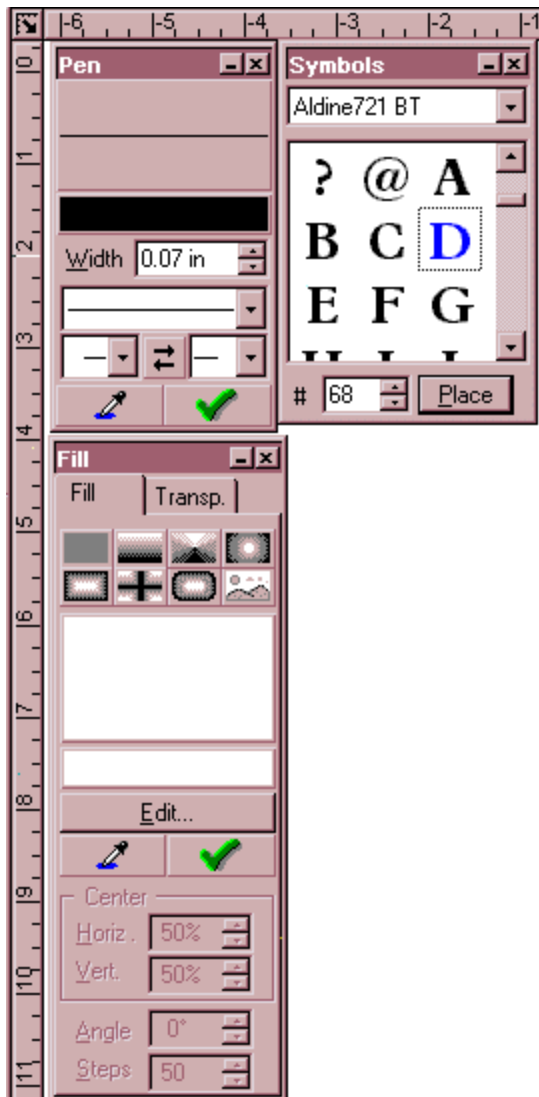 -6 -5 -4 -3 -2 -1
0
1
2
3
4
5
6
7
8
9
10
11
Pen
Width 0.07 in
Symbols
Aldine721 BT
? @ A
B C D
E F G
# 68 Place
Fill
Fill Transp.
Edit...
Center
Horiz. 50%
Vert. 50%
Angle 0°
Steps 50